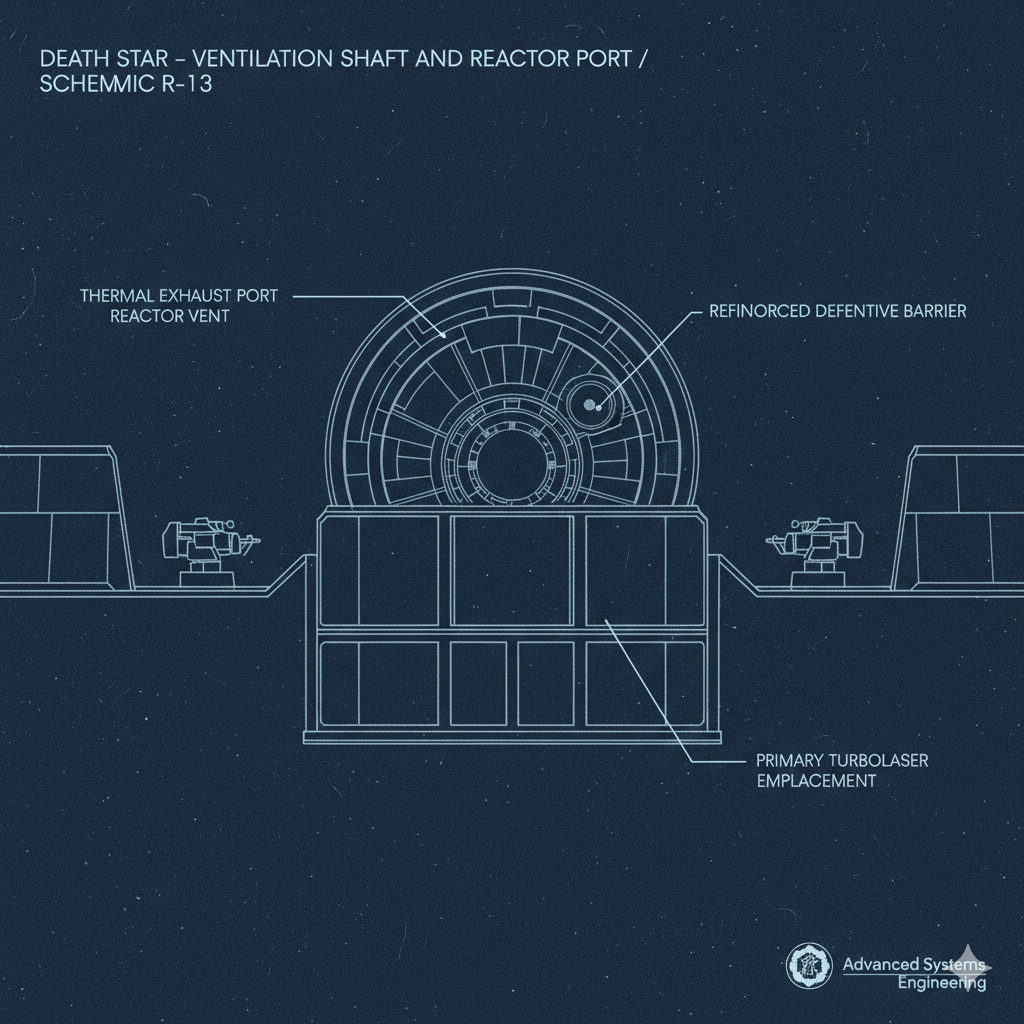 DEATH STAR – VENTILATION SHAFT AND REACTOR PORT /
SCHEMMIC R-13
THERMAL EXHAUST PORT
REACTOR VENT
REFINORCED DEFENTIVE BARRIER
PRIMARY TURBOLASER
EMPLACEMENT
Advanced Systems
Engineering